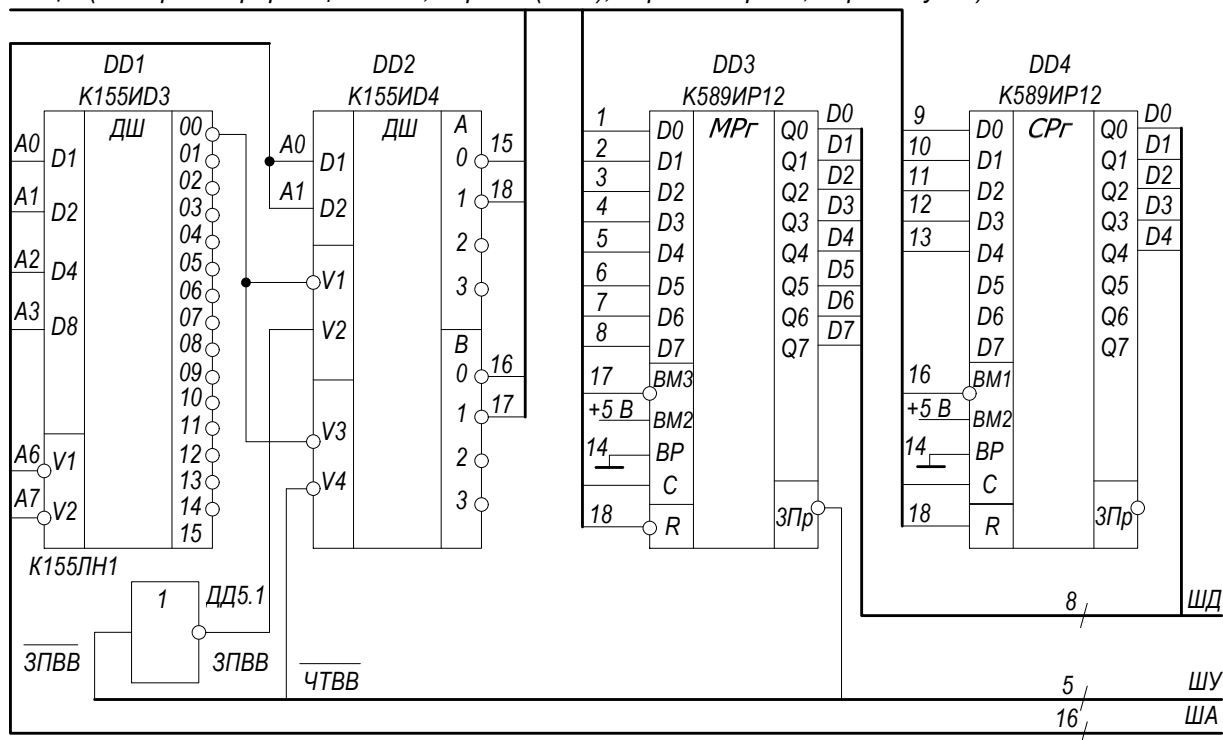 DD1
К155ИD3
ДШ
A0
A1
A2
A3
A6
A7
D1
D2
D4
D8
V1
V2
00
01
02
03
04
05
06
07
08
09
10
11
12
13
14
15
DD2
К155ИD4
ДШ
A0
A1
D1
D2
V1
V2
V3
V4
A
0
1
2
3
B
0
1
2
3
15
18
16
17
DD3
К589ИР12
МРг
1
2
3
4
5
6
7
8
17
+5 В
14
18
D0
D1
D2
D3
D4
D5
D6
D7
ВМ3
ВМ2
ВР
C
R
Q0
Q1
Q2
Q3
Q4
Q5
Q6
Q7
ЗПр
D0
D1
D2
D3
D4
D5
D6
D7
DD4
К589ИР12
СРг
9
10
11
12
13
16
+5 В
14
18
D0
D1
D2
D3
D4
D5
D6
D7
ВМ1
ВМ2
ВР
C
R
Q0
Q1
Q2
Q3
Q4
Q5
Q6
Q7
ЗПр
D0
D1
D2
D3
D4
К155ЛН1
1
ДД5.1
ЗПВВ
ЗПВВ
ЧТВВ
8
ШД
5
ШУ
16
ША